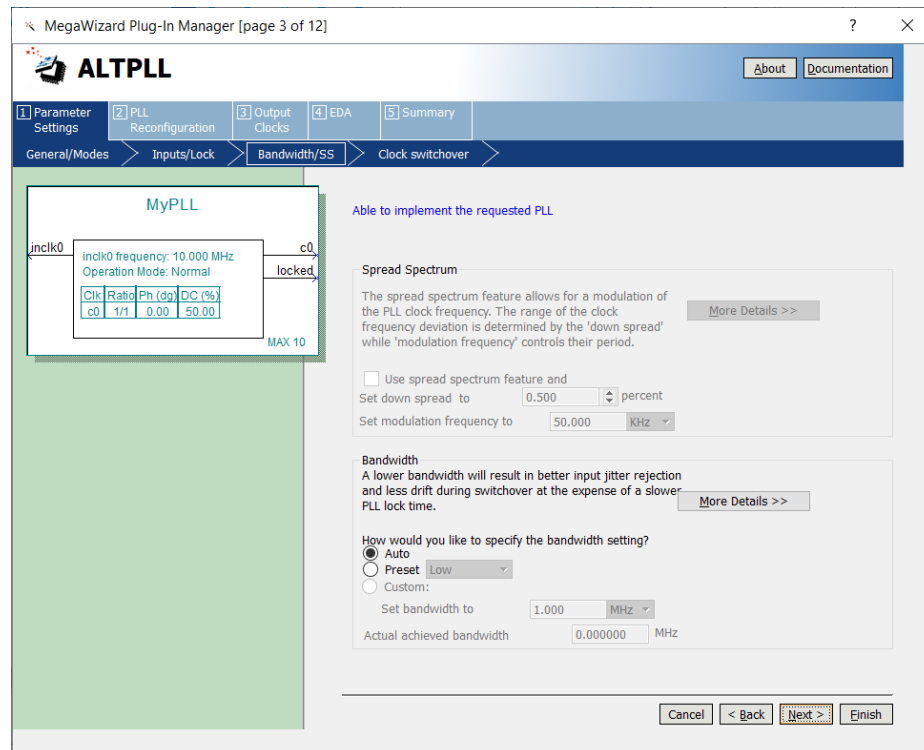 MegaWizard Plug-In Manager [page 3 of 12]
?
ALTPLL
About
Documentation
1 Parameter Settings
2 PLL Reconfiguration
3 Output Clocks
4 EDA
5 Summary
General/Modes
Inputs/Lock
Bandwidth/SS
Clock switchover
MyPLL
inclk0
c0
locked
inclk0 frequency: 10.000 MHz
Operation Mode: Normal
Clk Ratio Ph (dg) DC (%)
c0 1/1 0.00 50.00
MAX 10
Able to implement the requested PLL
Spread Spectrum
The spread spectrum feature allows for a modulation of
the PLL clock frequency. The range of the clock
frequency deviation is determined by the 'down spread'
while 'modulation frequency' controls their period.
More Details >>
Use spread spectrum feature and
Set down spread to 0.500 percent
Set modulation frequency to 50.000 KHz
Bandwidth
A lower bandwidth will result in better input jitter rejection
and less drift during switchover at the expense of a slower
PLL lock time.
More Details >>
How would you like to specify the bandwidth setting?
Auto
Preset Low
Custom:
Set bandwidth to 1.000 MHz
Actual achieved bandwidth 0.000000 MHz
Cancel
< Back
Next >
Finish